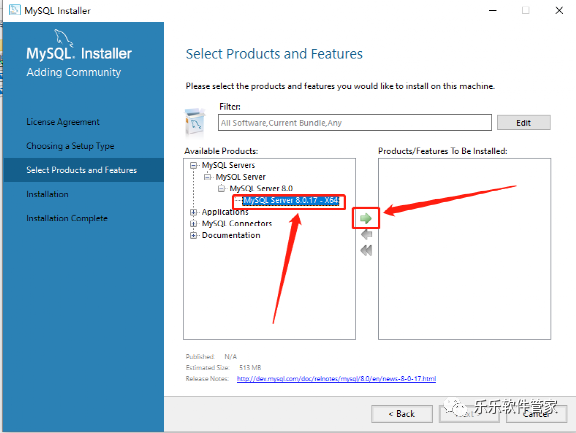 MySQL Installer
MySQL. Installer
Adding Community
License Agreement
Choosing a Setup Type
Select Products and Features
Installation
Installation Complete
Select Products and Features
Please select the products and features you would like to install on this machine.
Filter:
All Software,Current Bundle,Any
Edit
Available Products:
Products/Features To Be Installed:
MySQL Servers
MySQL Server
MySQL Server 8.0
MySQL Server 8.0.17 - X64
Applications
MySQL Connectors
Documentation
Published: N/A
Estimated Size: 513 MB
Release Notes: http://dev.mysql.com/doc/relnotes/mysql/8.0/en/news-8-0-17.html
< Back
Cancel
乐乐软件管家